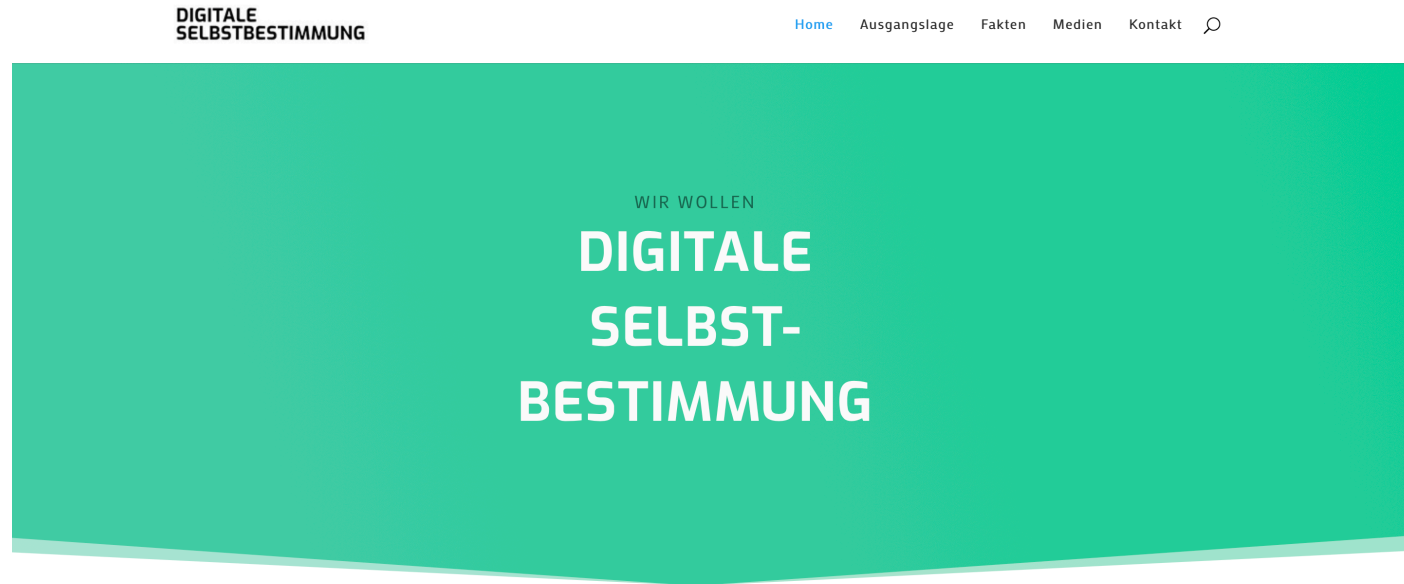 DIGITALE
SELBSTBESTIMMUNG
Home Ausgangslage Fakten Medien Kontakt
WIR WOLLEN
DIGITALE
SELBST-
BESTIMMUNG